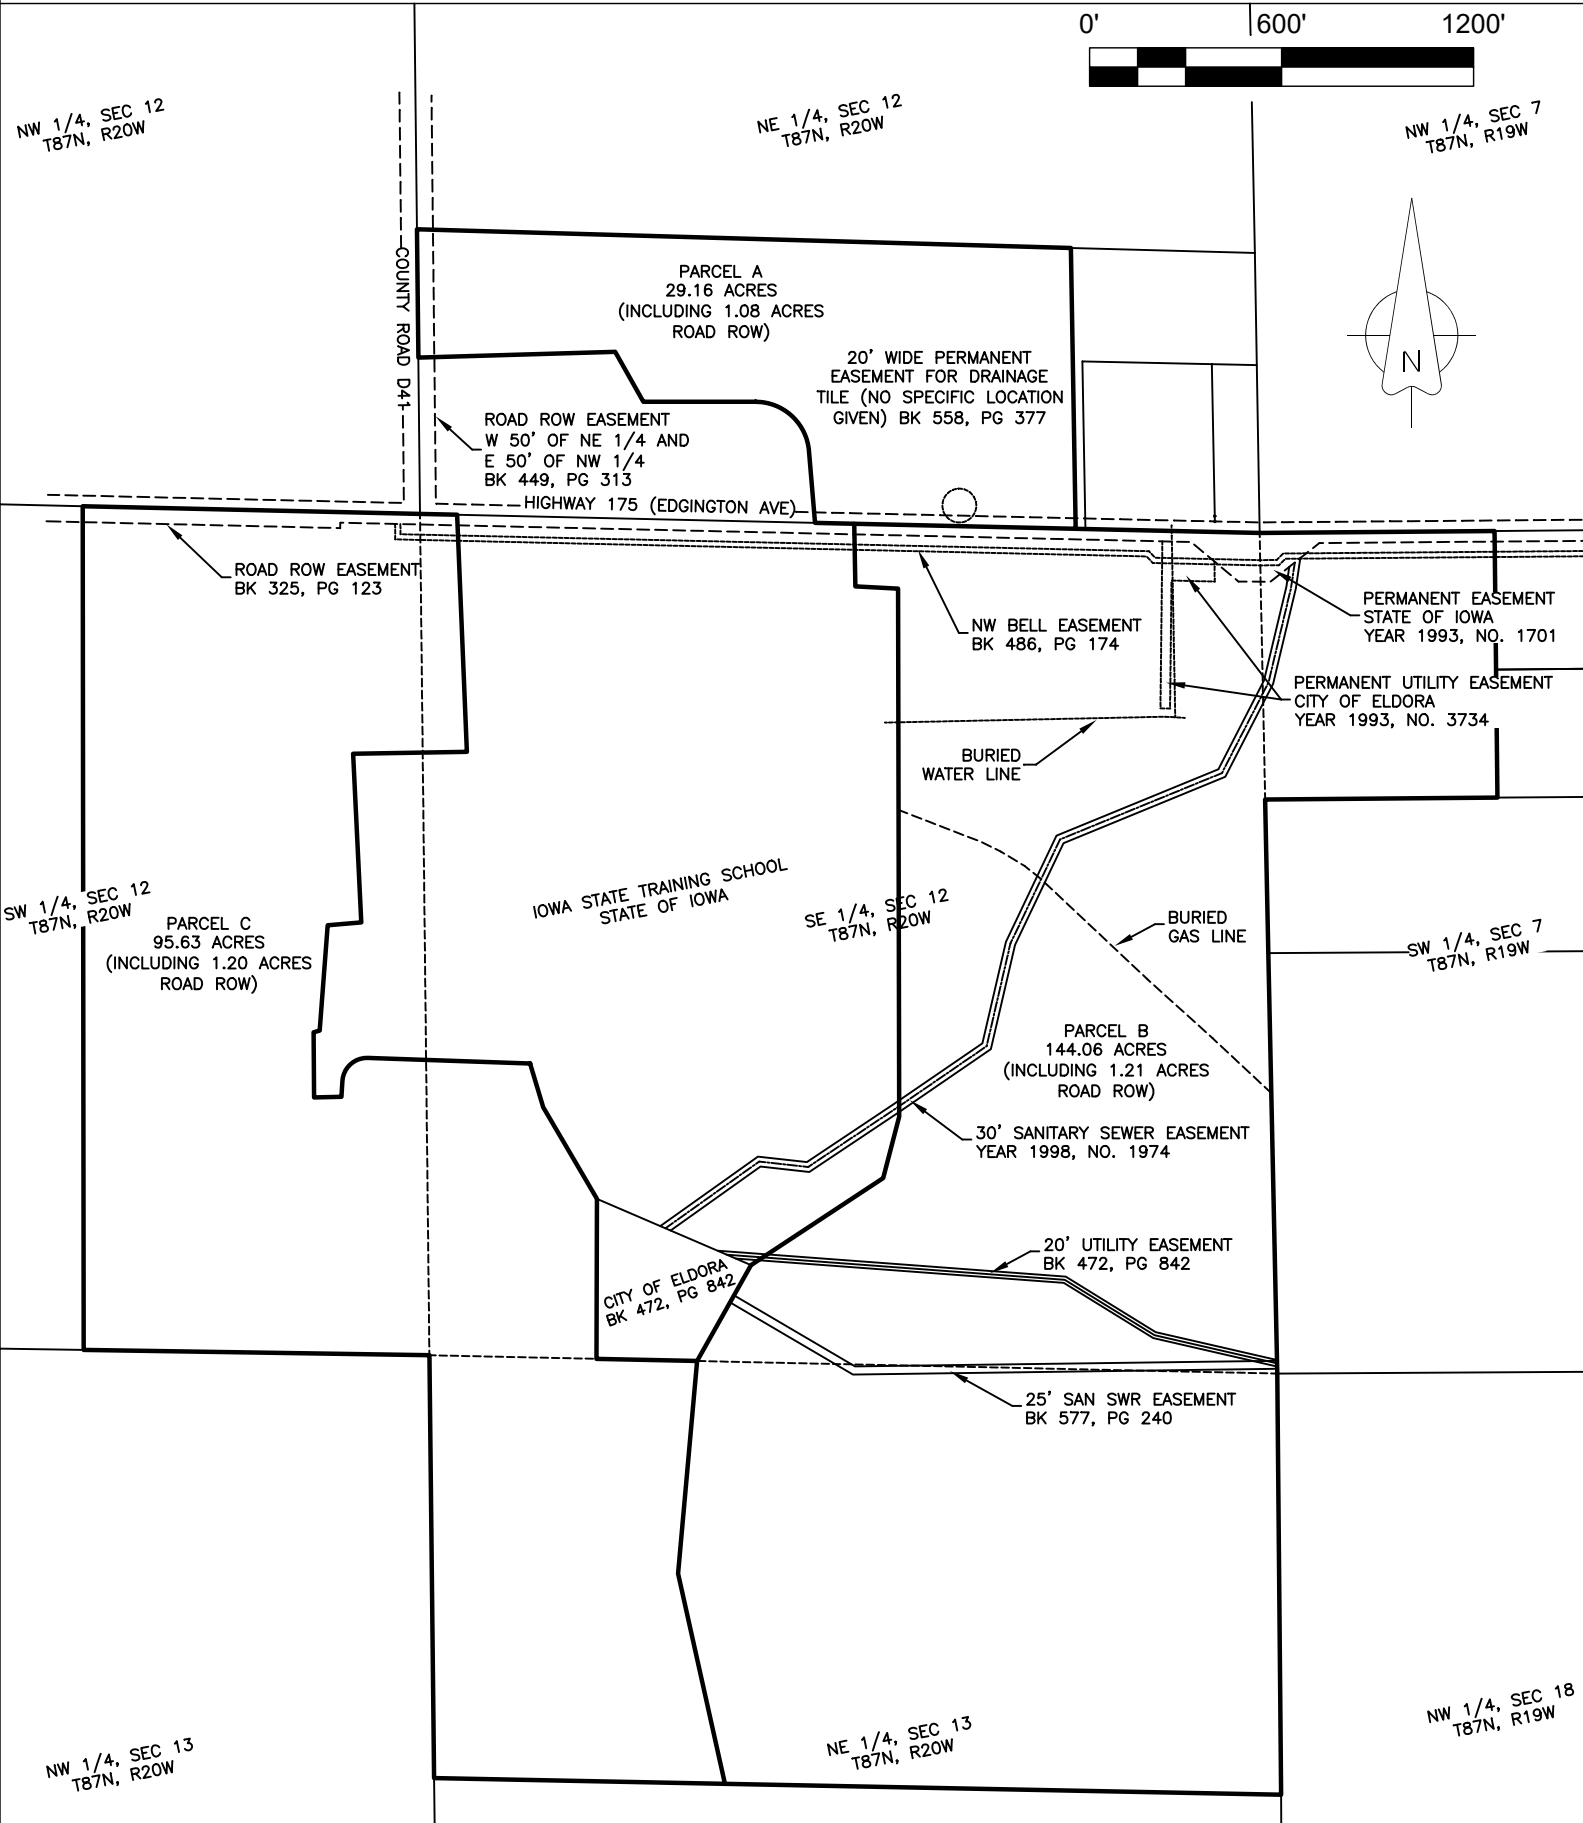 0' 600' 1200'
NW 1/4, SEC 12
T87N, R20W
NE 1/4, SEC 12
T87N, R20W
NW 1/4, SEC 7
T87N, R19W
N
COUNTY ROAD D41
PARCEL A
29.16 ACRES
(INCLUDING 1.08 ACRES
ROAD ROW)
20' WIDE PERMANENT
EASEMENT FOR DRAINAGE
TILE (NO SPECIFIC LOCATION
GIVEN) BK 558, PG 377
ROAD ROW EASEMENT
W 50' OF NE 1/4 AND
E 50' OF NW 1/4
BK 449, PG 313
HIGHWAY 175 (EDGINGTON AVE)
ROAD ROW EASEMENT
BK 325, PG 123
NW BELL EASEMENT
BK 486, PG 174
PERMANENT EASEMENT
STATE OF IOWA
YEAR 1993, NO. 1701
PERMANENT UTILITY EASEMENT
CITY OF ELDORA
YEAR 1993, NO. 3734
BURIED
WATER LINE
IOWA STATE TRAINING SCHOOL
STATE OF IOWA
SW 1/4, SEC 12
T87N, R20W
PARCEL C
95.63 ACRES
(INCLUDING 1.20 ACRES
ROAD ROW)
SE 1/4, SEC 12
T87N, R20W
BURIED
GAS LINE
SW 1/4, SEC 7
T87N, R19W
PARCEL B
144.06 ACRES
(INCLUDING 1.21 ACRES
ROAD ROW)
30' SANITARY SEWER EASEMENT
YEAR 1998, NO. 1974
20' UTILITY EASEMENT
BK 472, PG 842
CITY OF ELDORA
BK 472, PG 842
25' SAN SWR EASEMENT
BK 577, PG 240
NW 1/4, SEC 13
T87N, R20W
NE 1/4, SEC 13
T87N, R20W
NW 1/4, SEC 18
T87N, R19W